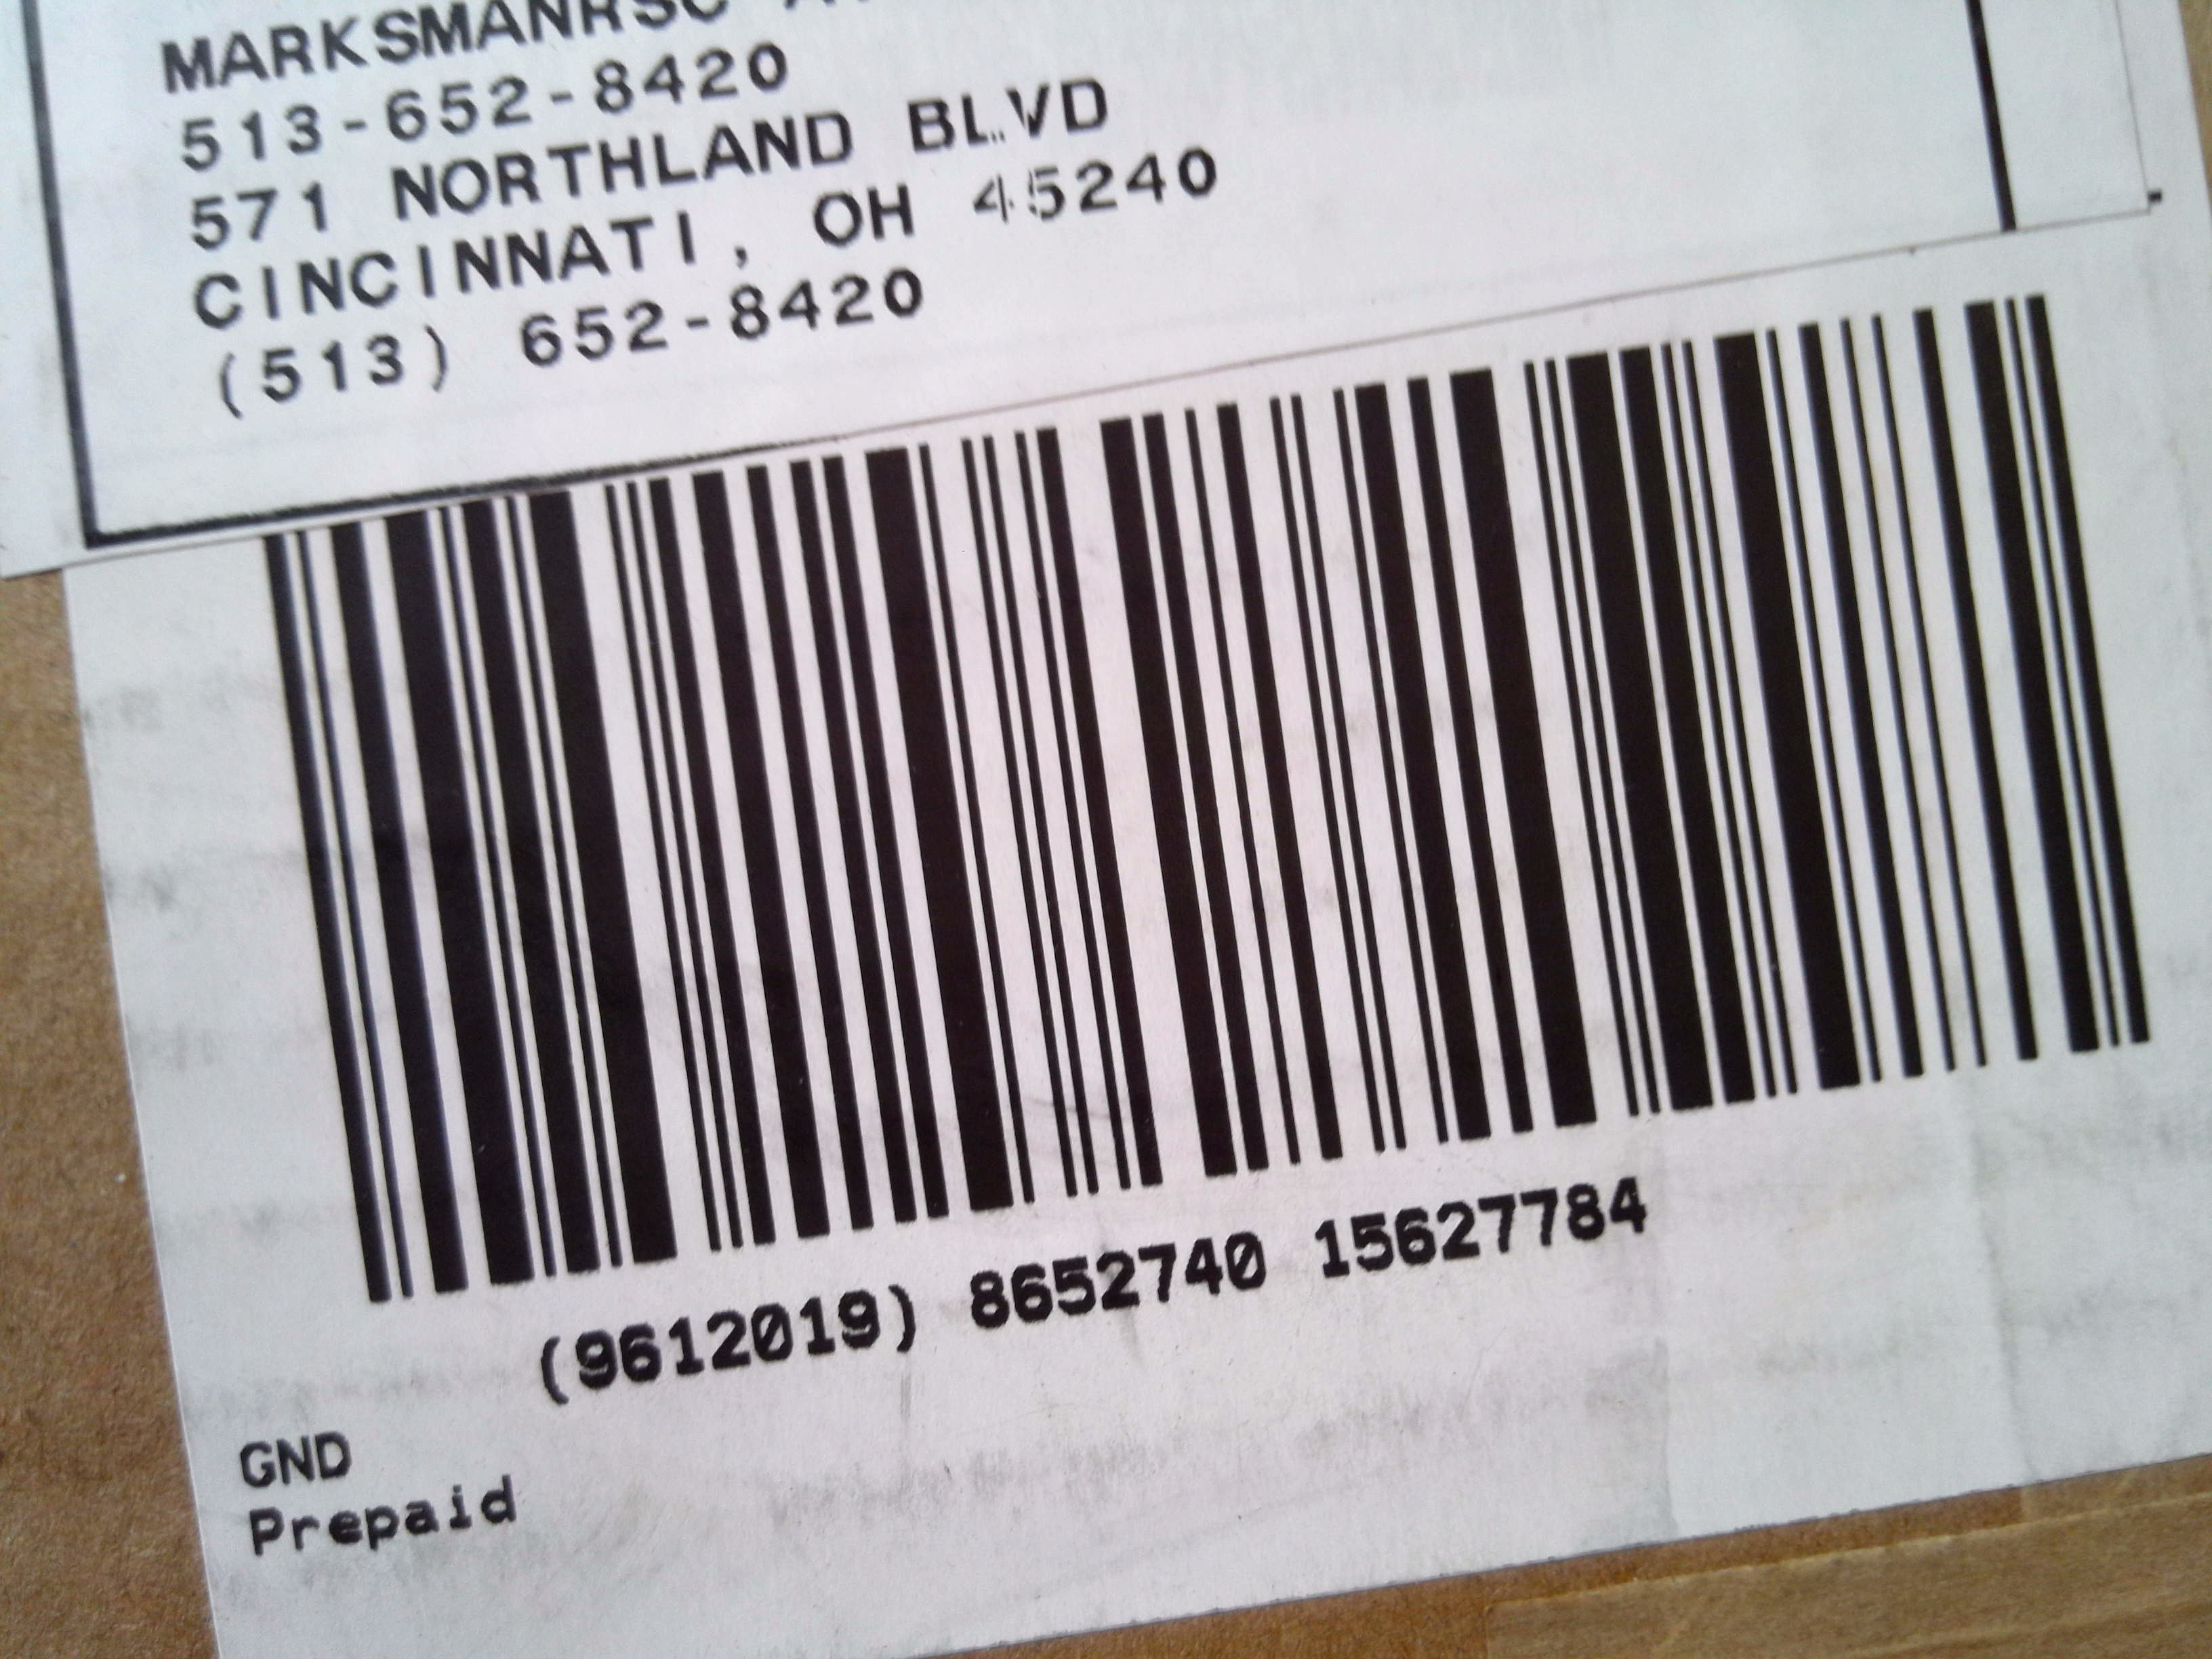 MARKSMANRSC
513-652-8420
571 NORTHLAND BLVD
CINCINNATI, OH 45240
(513) 652-8420
(9612019) 8652740 15627784
GND
Prepaid